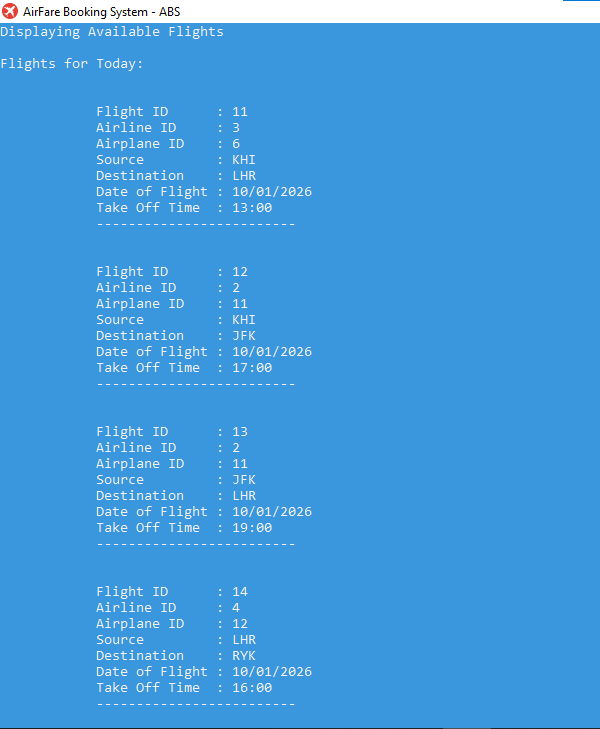 AirFare Booking System - ABS
Displaying Available Flights
Flights for Today:
Flight ID : 11
Airline ID : 3
Airplane ID : 6
Source : KHI
Destination : LHR
Date of Flight : 10/01/2026
Take Off Time : 13:00
-------------------------
Flight ID : 12
Airline ID : 2
Airplane ID : 11
Source : KHI
Destination : JFK
Date of Flight : 10/01/2026
Take Off Time : 17:00
-------------------------
Flight ID : 13
Airline ID : 2
Airplane ID : 11
Source : JFK
Destination : LHR
Date of Flight : 10/01/2026
Take Off Time : 19:00
-------------------------
Flight ID : 14
Airline ID : 4
Airplane ID : 12
Source : LHR
Destination : RYK
Date of Flight : 10/01/2026
Take Off Time : 16:00
-------------------------